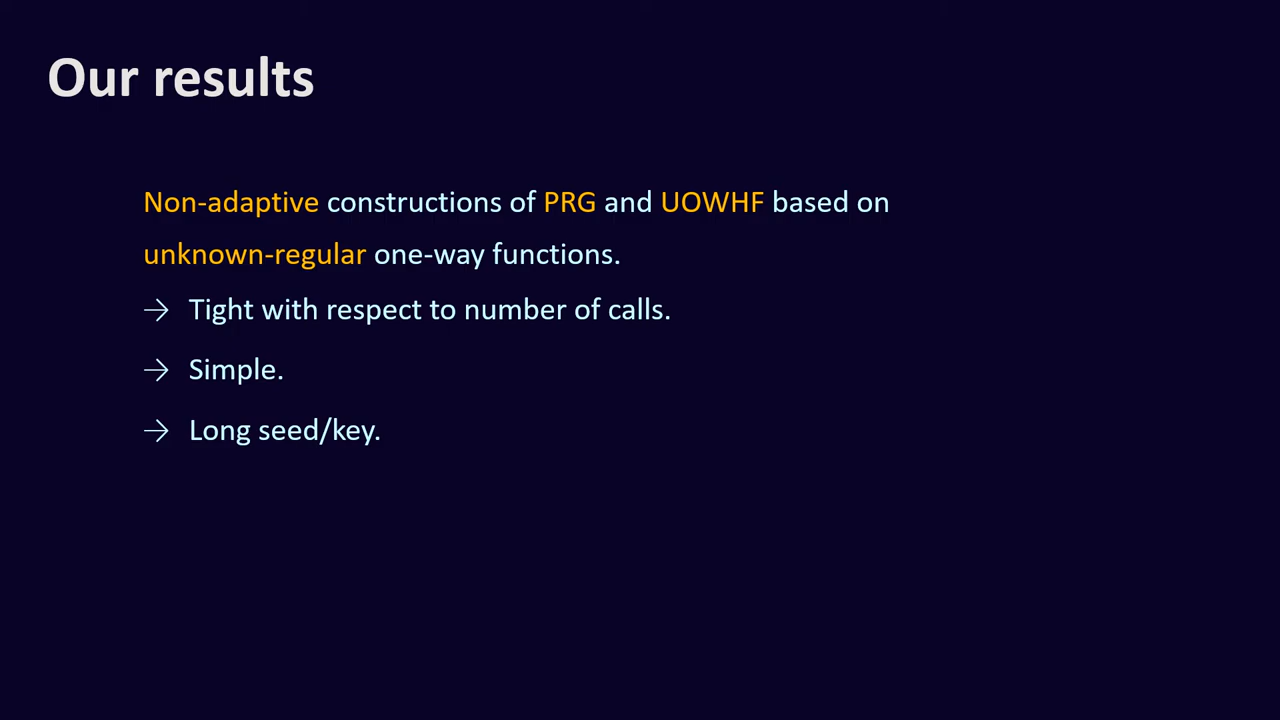 Our results
Non-adaptive constructions of PRG and UOWHF based on
unknown-regular one-way functions.
→ Tight with respect to number of calls.
→ Simple.
→ Long seed/key.